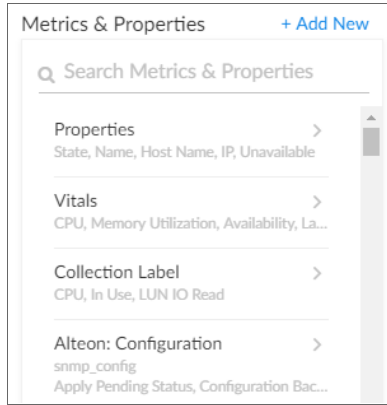 Metrics & Properties + Add New
Search Metrics & Properties
Properties
State, Name, Host Name, IP, Unavailable
Vitals
CPU, Memory Utilization, Availability, La...
Collection Label
CPU, In Use, LUN IO Read
Alteon: Configuration
snmp_config
Apply Pending Status, Configuration Bac...